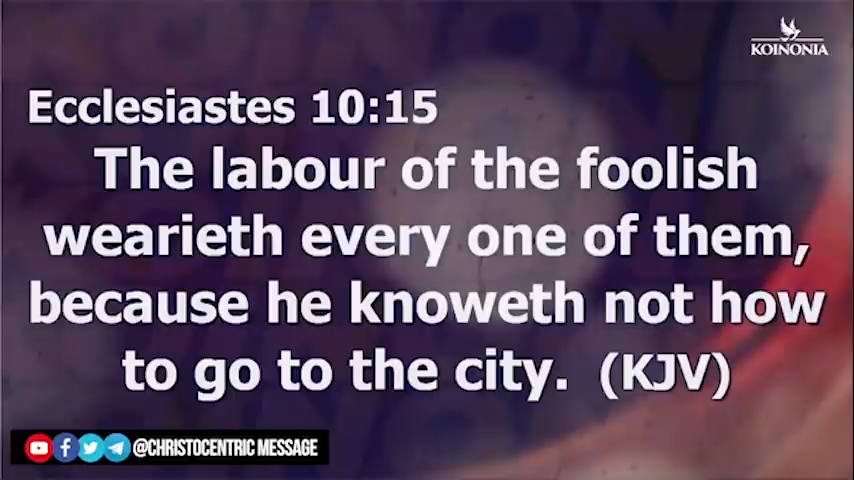 KOINONIA
Ecclesiastes 10:15
The labour of the foolish
wearieth every one of them,
because he knoweth not how
to go to the city. (KJV)
@CHRISTOCENTRIC MESSAGE